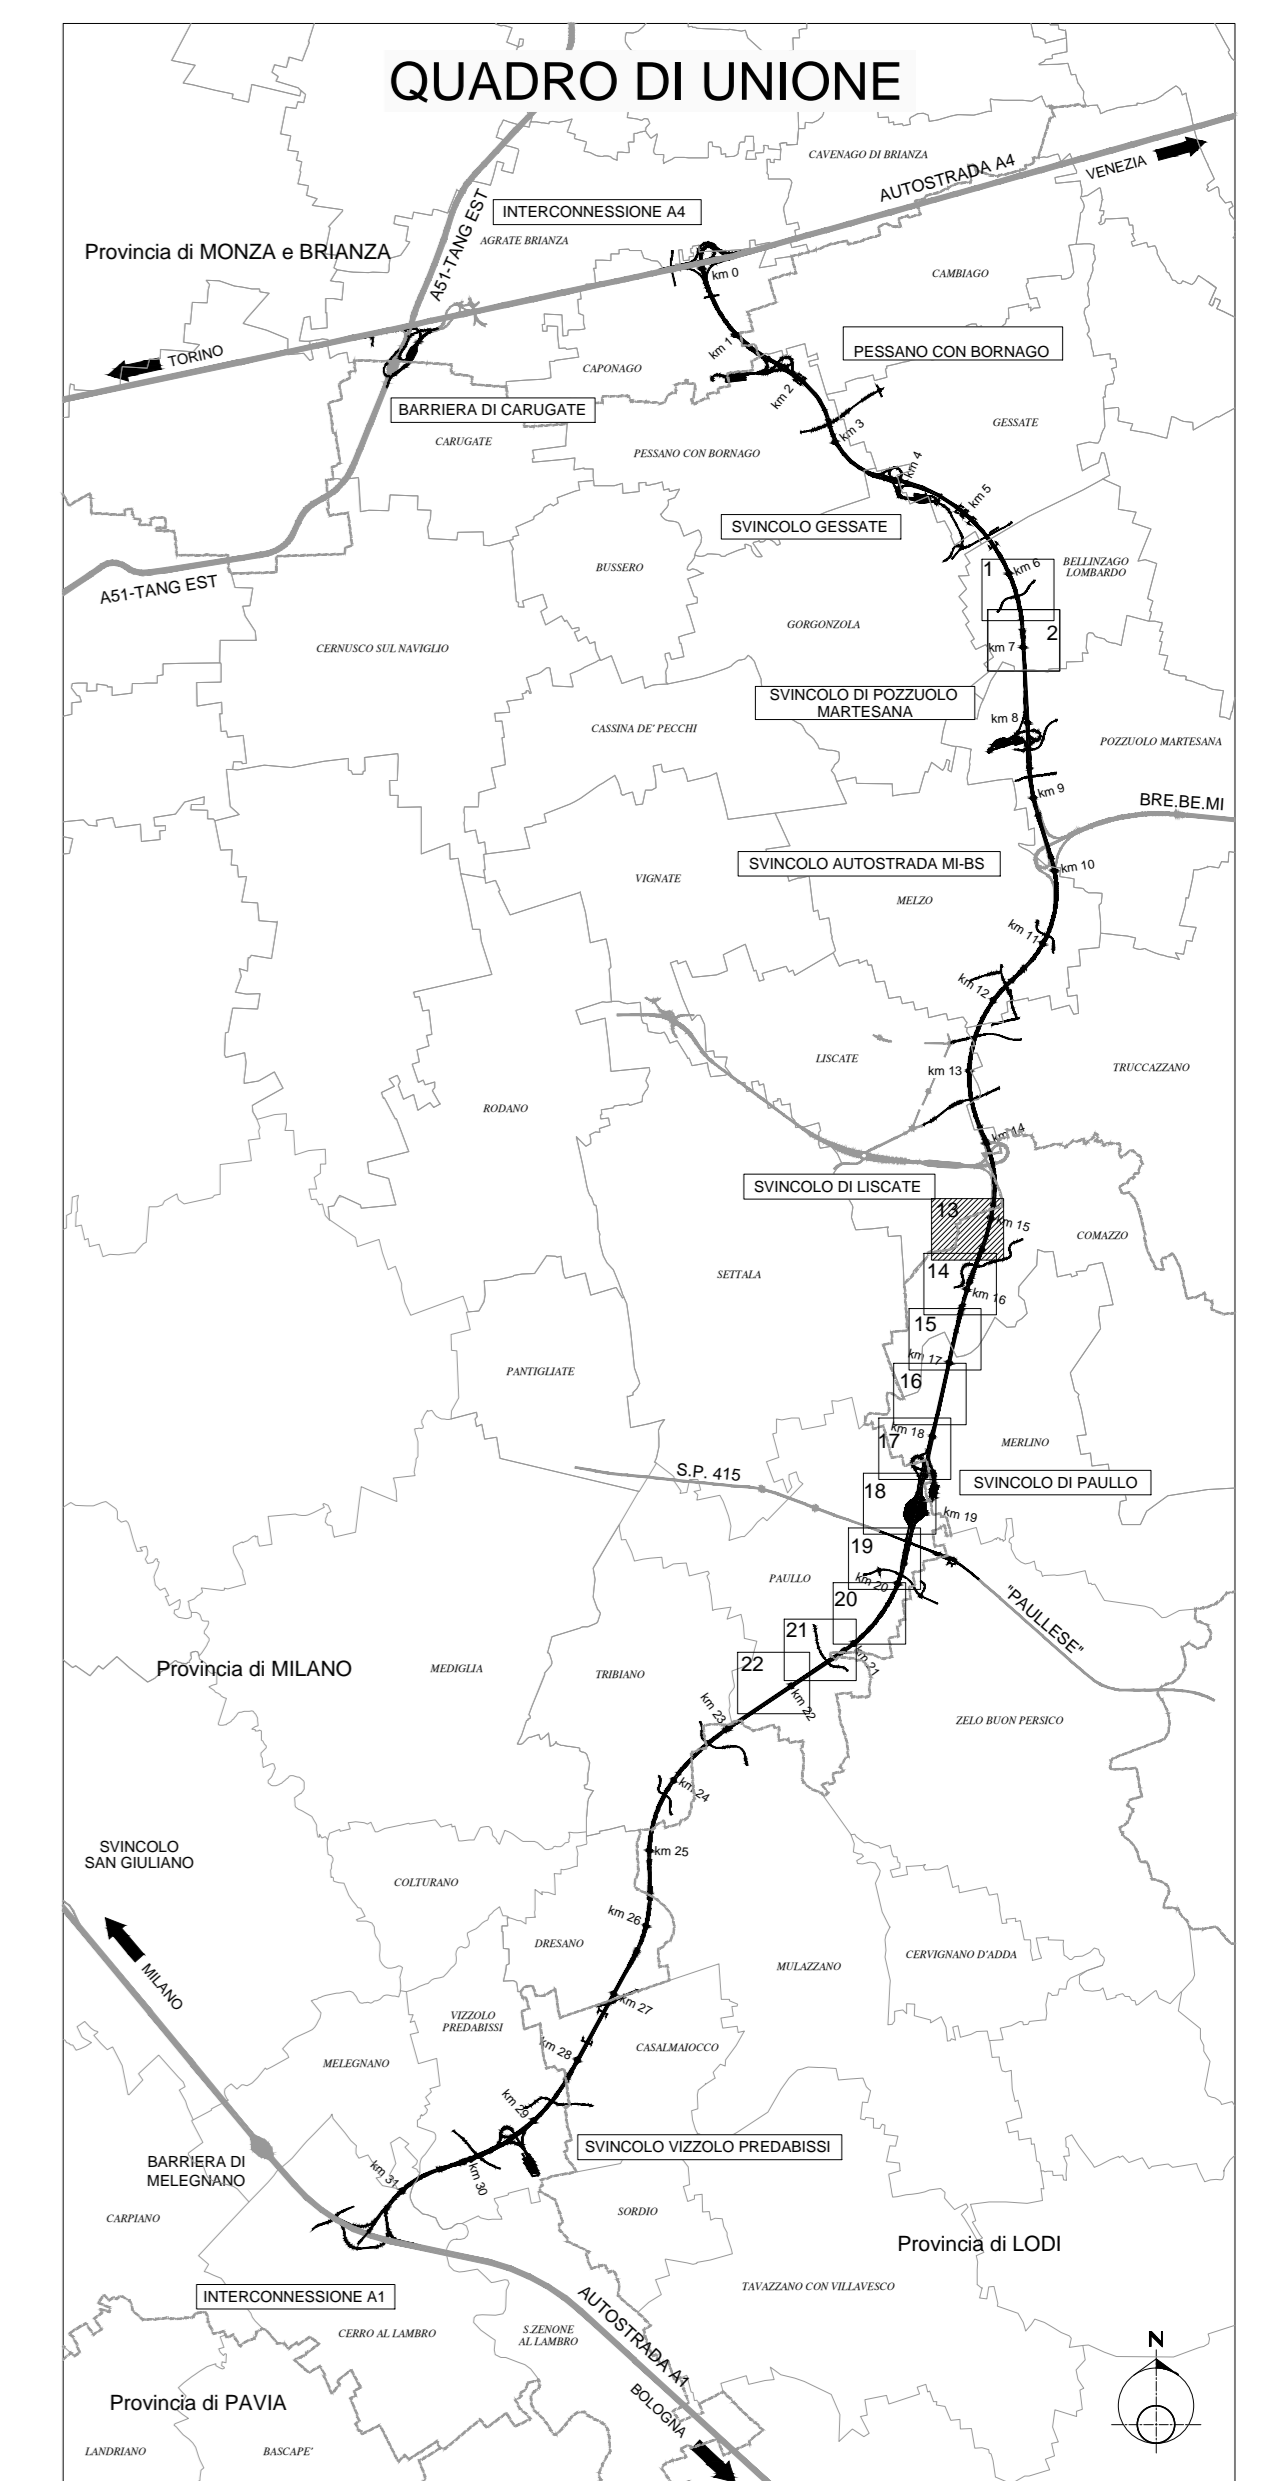 QUADRO DI UNIONE
CAVENAGO DI BRIANZA
AUTOSTRADA A4
VENEZIA
INTERCONNESSIONE A4
AGRATE BRIANZA
Provincia di MONZA e BRIANZA
A51-TANG EST
km 0
CAMBIAGO
km 1
PESSANO CON BORNAGO
TORINO
CAPONAGO
km 2
BARRIERA DI CARUGATE
CARUGATE
km 3
GESSATE
PESSANO CON BORNAGO
km 4
km 5
SVINCOLO GESSATE
BUSSERO
1
km 6
BELLINZAGO
LOMBARDO
A51-TANG EST
GORGONZOLA
2
km 7
CERNUSCO SUL NAVIGLIO
SVINCOLO DI POZZUOLO
MARTESANA
km 8
CASSINA DE' PECCHI
POZZUOLO MARTESANA
km 9
BRE.BE.MI
SVINCOLO AUTOSTRADA MI-BS
km 10
VIGNATE
MELZO
km 11
km 12
LISCATE
km 13
TRUCCAZZANO
RODANO
km 14
SVINCOLO DI LISCATE
13
km 15
COMAZZO
SETTALA
14
km 16
15
km 17
PANTIGLIATE
16
km 18
17
MERLINO
S.P. 415
SVINCOLO DI PAULLO
18
km 19
19
PAULLO
km 20
20
"PAULLESE"
21
km 21
22
km 22
Provincia di MILANO
MEDIGLIA
TRIBIANO
km 23
ZELO BUON PERSICO
km 24
SVINCOLO
SAN GIULIANO
km 25
COLTURANO
km 26
DRESANO
CERVIGNANO D'ADDA
MULAZZANO
MILANO
km 27
VIZZOLO
PREDABISSI
km 28
CASALMAIOCCO
MELEGNANO
km 29
SVINCOLO VIZZOLO PREDABISSI
BARRIERA DI
MELEGNANO
km 30
km 31
CARPIANO
SORDIO
Provincia di LODI
TAVAZZANO CON VILLAVESCO
INTERCONNESSIONE A1
AUTOSTRADA A1
CERRO AL LAMBRO
S.ZENONE
AL LAMBRO
N
Provincia di PAVIA
BOLOGNA
LANDRIANO
BASCAPE'